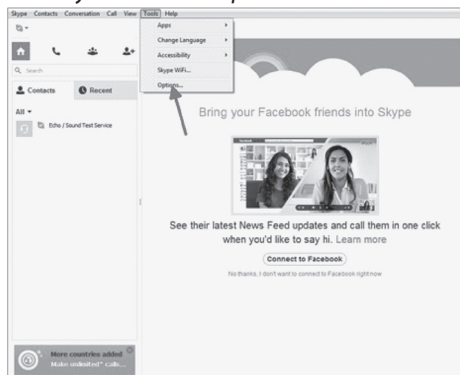 Skype Contacts Conversation Call View Tools Help
Apps
Change Language
Accessibility
Skype WiFi...
Options...
Search
Contacts Recent
All
Echo / Sound Test Service
Bring your Facebook friends into Skype
See their latest News Feed updates and call them in one click
when you'd like to say hi. Learn more
Connect to Facebook
No thanks, I don't want to connect to Facebook right now
More countries added
Make unlimited* calls...